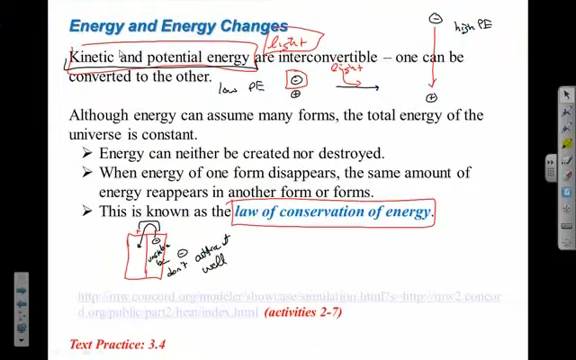 Energy and Energy Changes
light
high PE
Kinetic and potential energy are interconvertible – one can be
light
converted to the other.
low PE
Although energy can assume many forms, the total energy of the
universe is constant.
➢ Energy can neither be created nor destroyed.
➢ When energy of one form disappears, the same amount of
energy reappears in another form or forms.
➢ This is known as the law of conservation of energy.
don't attract
well
http://mw.concord.org/modeler/showcase/simulation.html?s=http://mw2.concor
d.org/public/part2/heat/index.html (activities 2-7)
Text Practice: 3.4